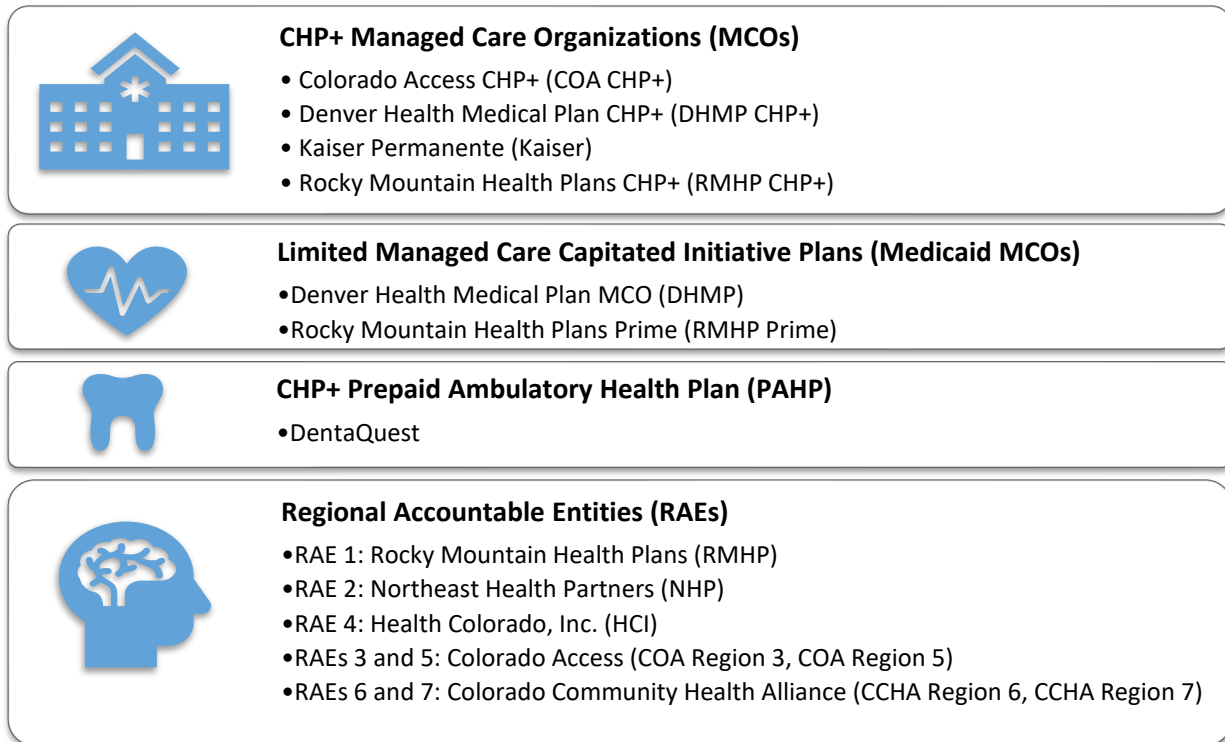 CHP+ Managed Care Organizations (MCOs)
• Colorado Access CHP+ (COA CHP+)
• Denver Health Medical Plan CHP+ (DHMP CHP+)
• Kaiser Permanente (Kaiser)
• Rocky Mountain Health Plans CHP+ (RMHP CHP+)
Limited Managed Care Capitated Initiative Plans (Medicaid MCOs)
•Denver Health Medical Plan MCO (DHMP)
•Rocky Mountain Health Plans Prime (RMHP Prime)
CHP+ Prepaid Ambulatory Health Plan (PAHP)
•DentaQuest
Regional Accountable Entities (RAEs)
•RAE 1: Rocky Mountain Health Plans (RMHP)
•RAE 2: Northeast Health Partners (NHP)
•RAE 4: Health Colorado, Inc. (HCI)
•RAEs 3 and 5: Colorado Access (COA Region 3, COA Region 5)
•RAEs 6 and 7: Colorado Community Health Alliance (CCHA Region 6, CCHA Region 7)